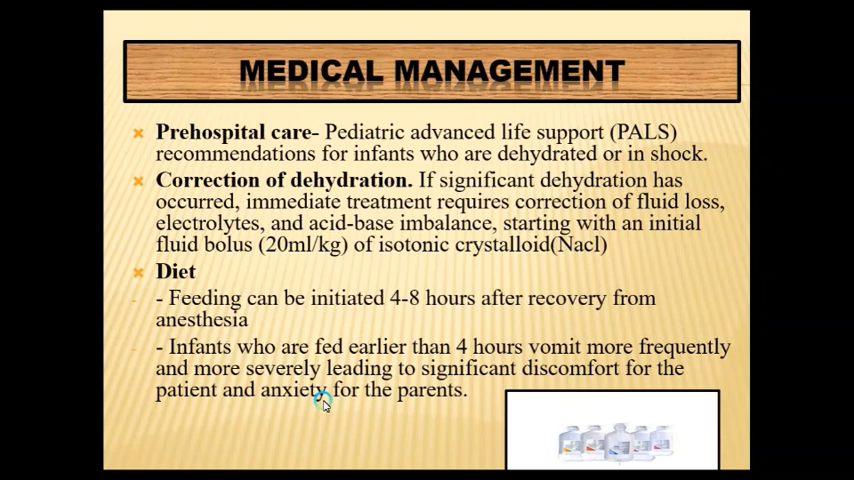 MEDICAL MANAGEMENT
Prehospital care- Pediatric advanced life support (PALS)
recommendations for infants who are dehydrated or in shock.
Correction of dehydration. If significant dehydration has
occurred, immediate treatment requires correction of fluid loss,
electrolytes, and acid-base imbalance, starting with an initial
fluid bolus (20ml/kg) of isotonic crystalloid(Nacl)
Diet
- - Feeding can be initiated 4-8 hours after recovery from
anesthesia
- - Infants who are fed earlier than 4 hours vomit more frequently
and more severely leading to significant discomfort for the
patient and anxiety for the parents.